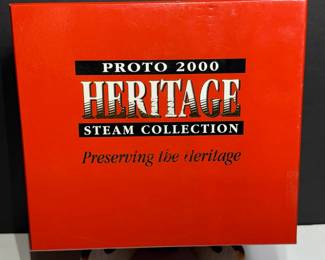 PROTO 2000
HERITAGE
STEAM COLLECTION
Preserving the Heritage